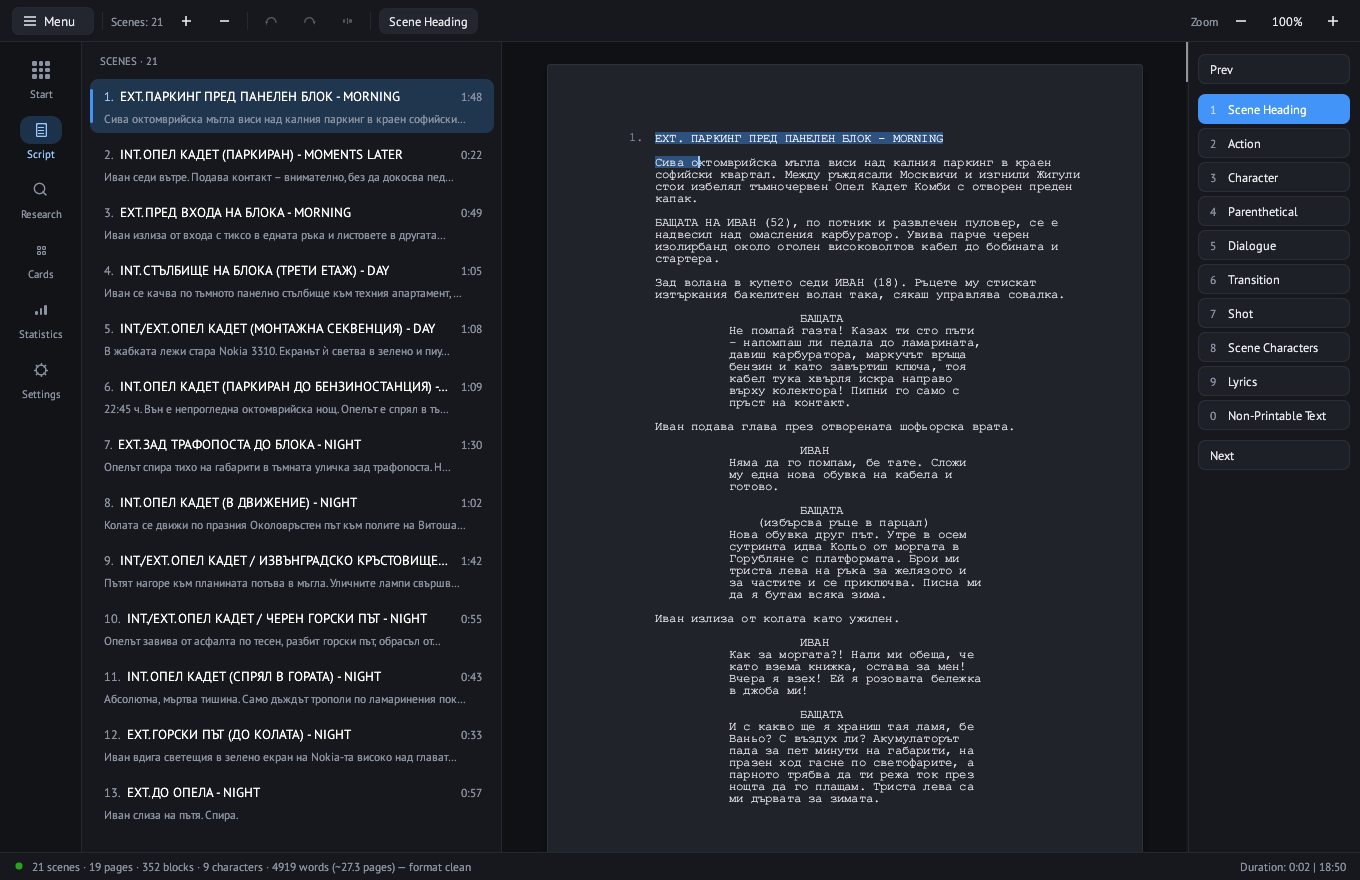 Menu
Scenes: 21
Scene Heading
Zoom
100%
Start
Script
Research
Cards
Statistics
Settings
SCENES · 21
1. EXT.ПАРКИНГ ПРЕД ПАНЕЛЕН БЛОК - MORNING 1:48
Сива октомврийска мъгла виси над калния паркинг в краен софийски...
2. INT.ОПЕЛ КАДЕТ (ПАРКИРАН) - MOMENTS LATER 0:22
Иван седи вътре. Подава контакт – внимателно, без да докосва пед...
3. EXT.ПРЕД ВХОДА НА БЛОКА - MORNING 0:49
Иван излиза от входа с тиксо в едната ръка и листовете в другата...
4. INT.СТЪЛБИЩЕ НА БЛОКА (ТРЕТИ ЕТАЖ) - DAY 1:05
Иван се качва по тъмното панелно стълбище към техния апартамент, ...
5. INT./EXT.ОПЕЛ КАДЕТ (МОНТАЖНА СЕКВЕНЦИЯ) - DAY 1:08
В жабката лежи стара Nokia 3310. Екранът ѝ светва в зелено и пиу...
6. INT.ОПЕЛ КАДЕТ (ПАРКИРАН ДО БЕНЗИНОСТАНЦИЯ) -... 1:09
22:45 ч. Вън е непрогледна октомврийска нощ. Опелът е спрял в тъ...
7. EXT.ЗАД ТРАФОПОСТА ДО БЛОКА - NIGHT 1:30
Опелът спира тихо на габарити в тъмната уличка зад трафопоста. Н...
8. INT.ОПЕЛ КАДЕТ (В ДВИЖЕНИЕ) - NIGHT 1:02
Колата се движи по празния Околовръстен път към полите на Витоша...
9. INT./EXT.ОПЕЛ КАДЕТ / ИЗВЪНГРАДСКО КРЪСТОВИЩЕ... 1:42
Пътят нагоре към планината потъва в мъгла. Уличните лампи свършв...
10. INT./EXT.ОПЕЛ КАДЕТ / ЧЕРЕН ГОРСКИ ПЪТ - NIGHT 0:55
Опелът завива от асфалта по тесен, разбит горски път, обрасъл от...
11. INT.ОПЕЛ КАДЕТ (СПРЯЛ В ГОРАТА) - NIGHT 0:43
Абсолютна, мъртва тишина. Само дъждът трополи по ламаринения пок...
12. EXT.ГОРСКИ ПЪТ (ДО КОЛАТА) - NIGHT 0:33
Иван вдига светещия в зелено екран на Nokia-та високо над глават...
13. EXT.ДО ОПЕЛА - NIGHT 0:57
Иван слиза на пътя. Спира.
1. EXT. ПАРКИНГ ПРЕД ПАНЕЛЕН БЛОК - MORNING
Сива октомврийска мъгла виси над калния паркинг в краен
софийски квартал. Между ръждясали Москвичи и изгнили Жигули
стои избелял тъмночервен Опел Кадет Комби с отворен преден
капак.
БАЩАТА НА ИВАН (52), по потник и развлечен пуловер, се е
надвесил над омасления карбуратор. Увива парче черен
изолирбанд около оголен високоволтов кабел до бобината и
стартера.
Зад волана в купето седи ИВАН (18). Ръцете му стискат
изтъркания бакелитен волан така, сякаш управлява совалка.
БАЩАТА
Не помпай газта! Казах ти сто пъти
– напомпаш ли педала до ламарината,
давиш карбуратора, маркучът връща
бензин и като завъртиш ключа, тоя
кабел тука хвърля искра направо
върху колектора! Пипни го само с
пръст на контакт.
Иван подава глава през отворената шофьорска врата.
ИВАН
Няма да го помпам, бе тате. Сложи
му една нова обувка на кабела и
готово.
БАЩАТА
(избърсва ръце в парцал)
Нова обувка друг път. Утре в осем
сутринта идва Кольо от моргата в
Горубляне с платформата. Брои ми
триста лева на ръка за желязото и
за частите и се приключва. Писна ми
да я бутам всяка зима.
Иван излиза от колата като ужилен.
ИВАН
Как за моргата?! Нали ми обеща, че
като взема книжка, остава за мен!
Вчера я взех! Ей я розовата бележка
в джоба ми!
БАЩАТА
И с какво ще я храниш тая ламя, бе
Ваньо? С въздух ли? Акумулаторът
пада за пет минути на габарити, на
празен ход гасне по светофарите, а
парното трябва да ти режа ток през
нощта да го плащам. Триста лева са
ми дървата за зимата.
Prev
1 Scene Heading
2 Action
3 Character
4 Parenthetical
5 Dialogue
6 Transition
7 Shot
8 Scene Characters
9 Lyrics
0 Non-Printable Text
Next
21 scenes · 19 pages · 352 blocks · 9 characters · 4919 words (~27.3 pages) — format clean
Duration: 0:02 | 18:50